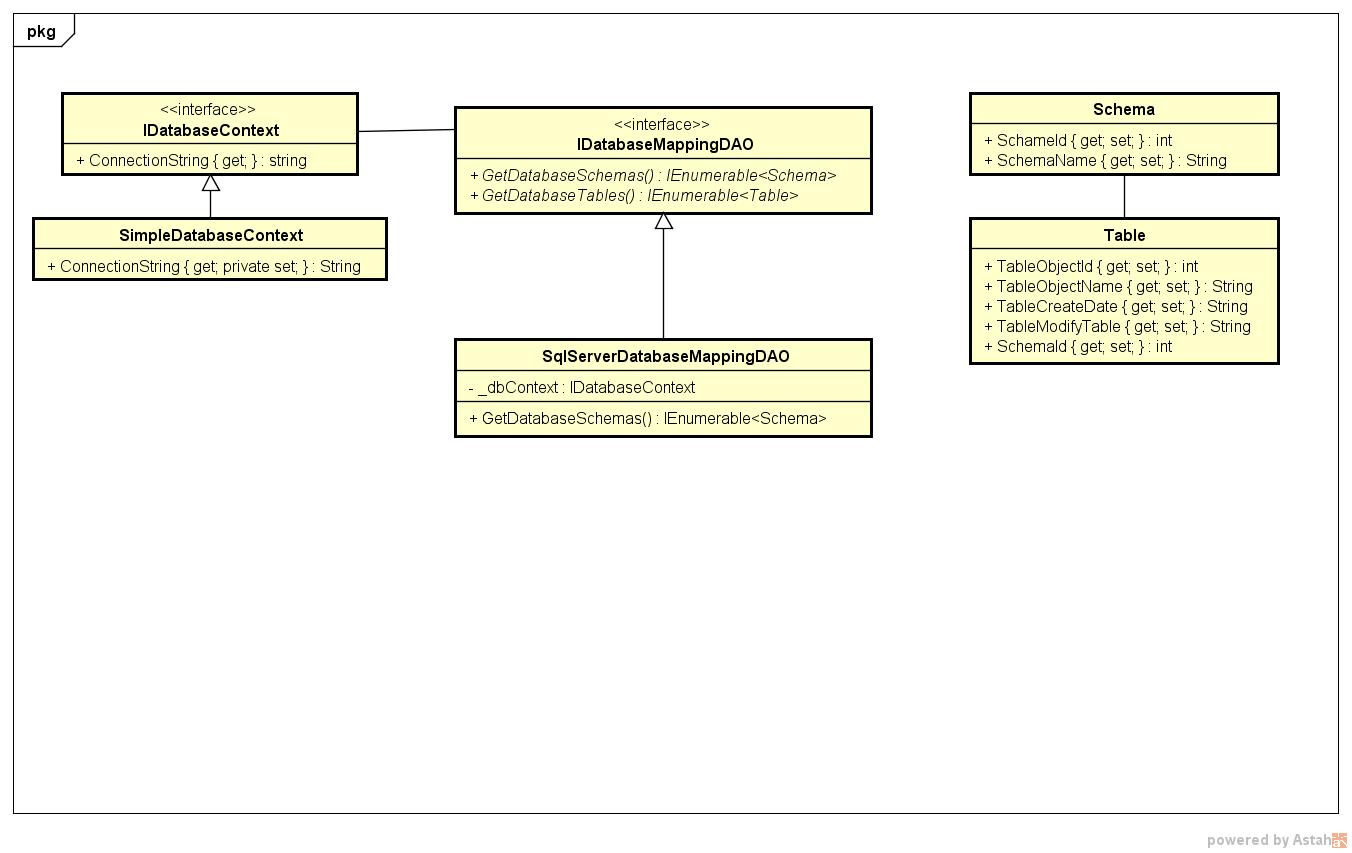 pkg
<<interface>>
IDatabaseContext
+ ConnectionString { get; } : string
SimpleDatabaseContext
+ ConnectionString { get; private set; } : String
<<interface>>
IDatabaseMappingDAO
+ GetDatabaseSchemas() : IEnumerable<Schema>
+ GetDatabaseTables() : IEnumerable<Table>
SqlServerDatabaseMappingDAO
- _dbContext : IDatabaseContext
+ GetDatabaseSchemas() : IEnumerable<Schema>
Schema
+ SchameId { get; set; } : int
+ SchemaName { get; set; } : String
Table
+ TableObjectId { get; set; } : int
+ TableObjectName { get; set; } : String
+ TableCreateDate { get; set; } : String
+ TableModifyTable { get; set; } : String
+ SchemaId { get; set; } : int
powered by Astah